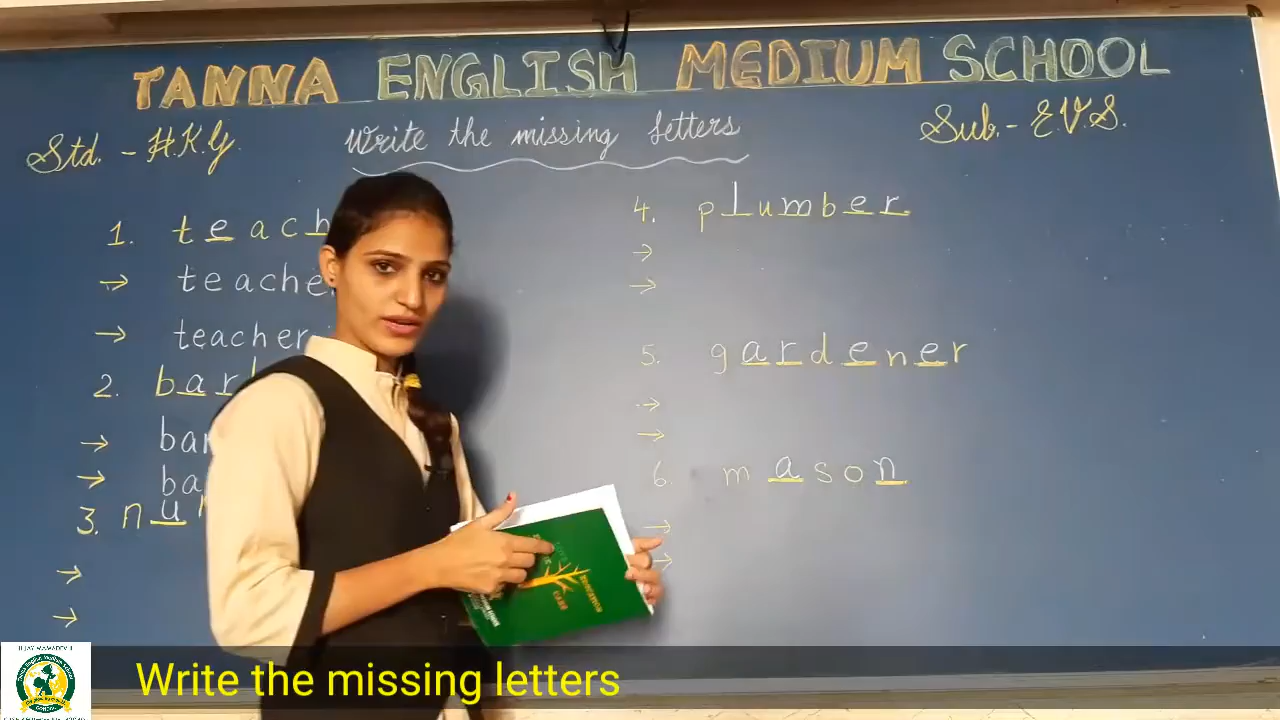 TANNA ENGLISH MEDIUM SCHOOL
Std. - H.K.G.
Write the missing letters
Sub. - E.V.S.
1. teach
→ teache
→ teacher
2. bar
→ bar
→ ba
3. nu
→
→
4. plumber
→
→
5. gardener
→
→
6. mason
→
→
Write the missing letters